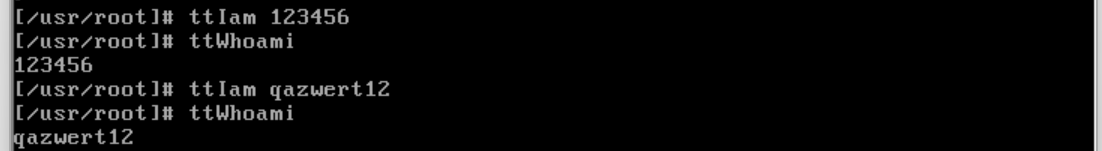 [/usr/root]# ttIam 123456
[/usr/root]# ttWhoami
123456
[/usr/root]# ttIam qazwert12
[/usr/root]# ttWhoami
qazwert12